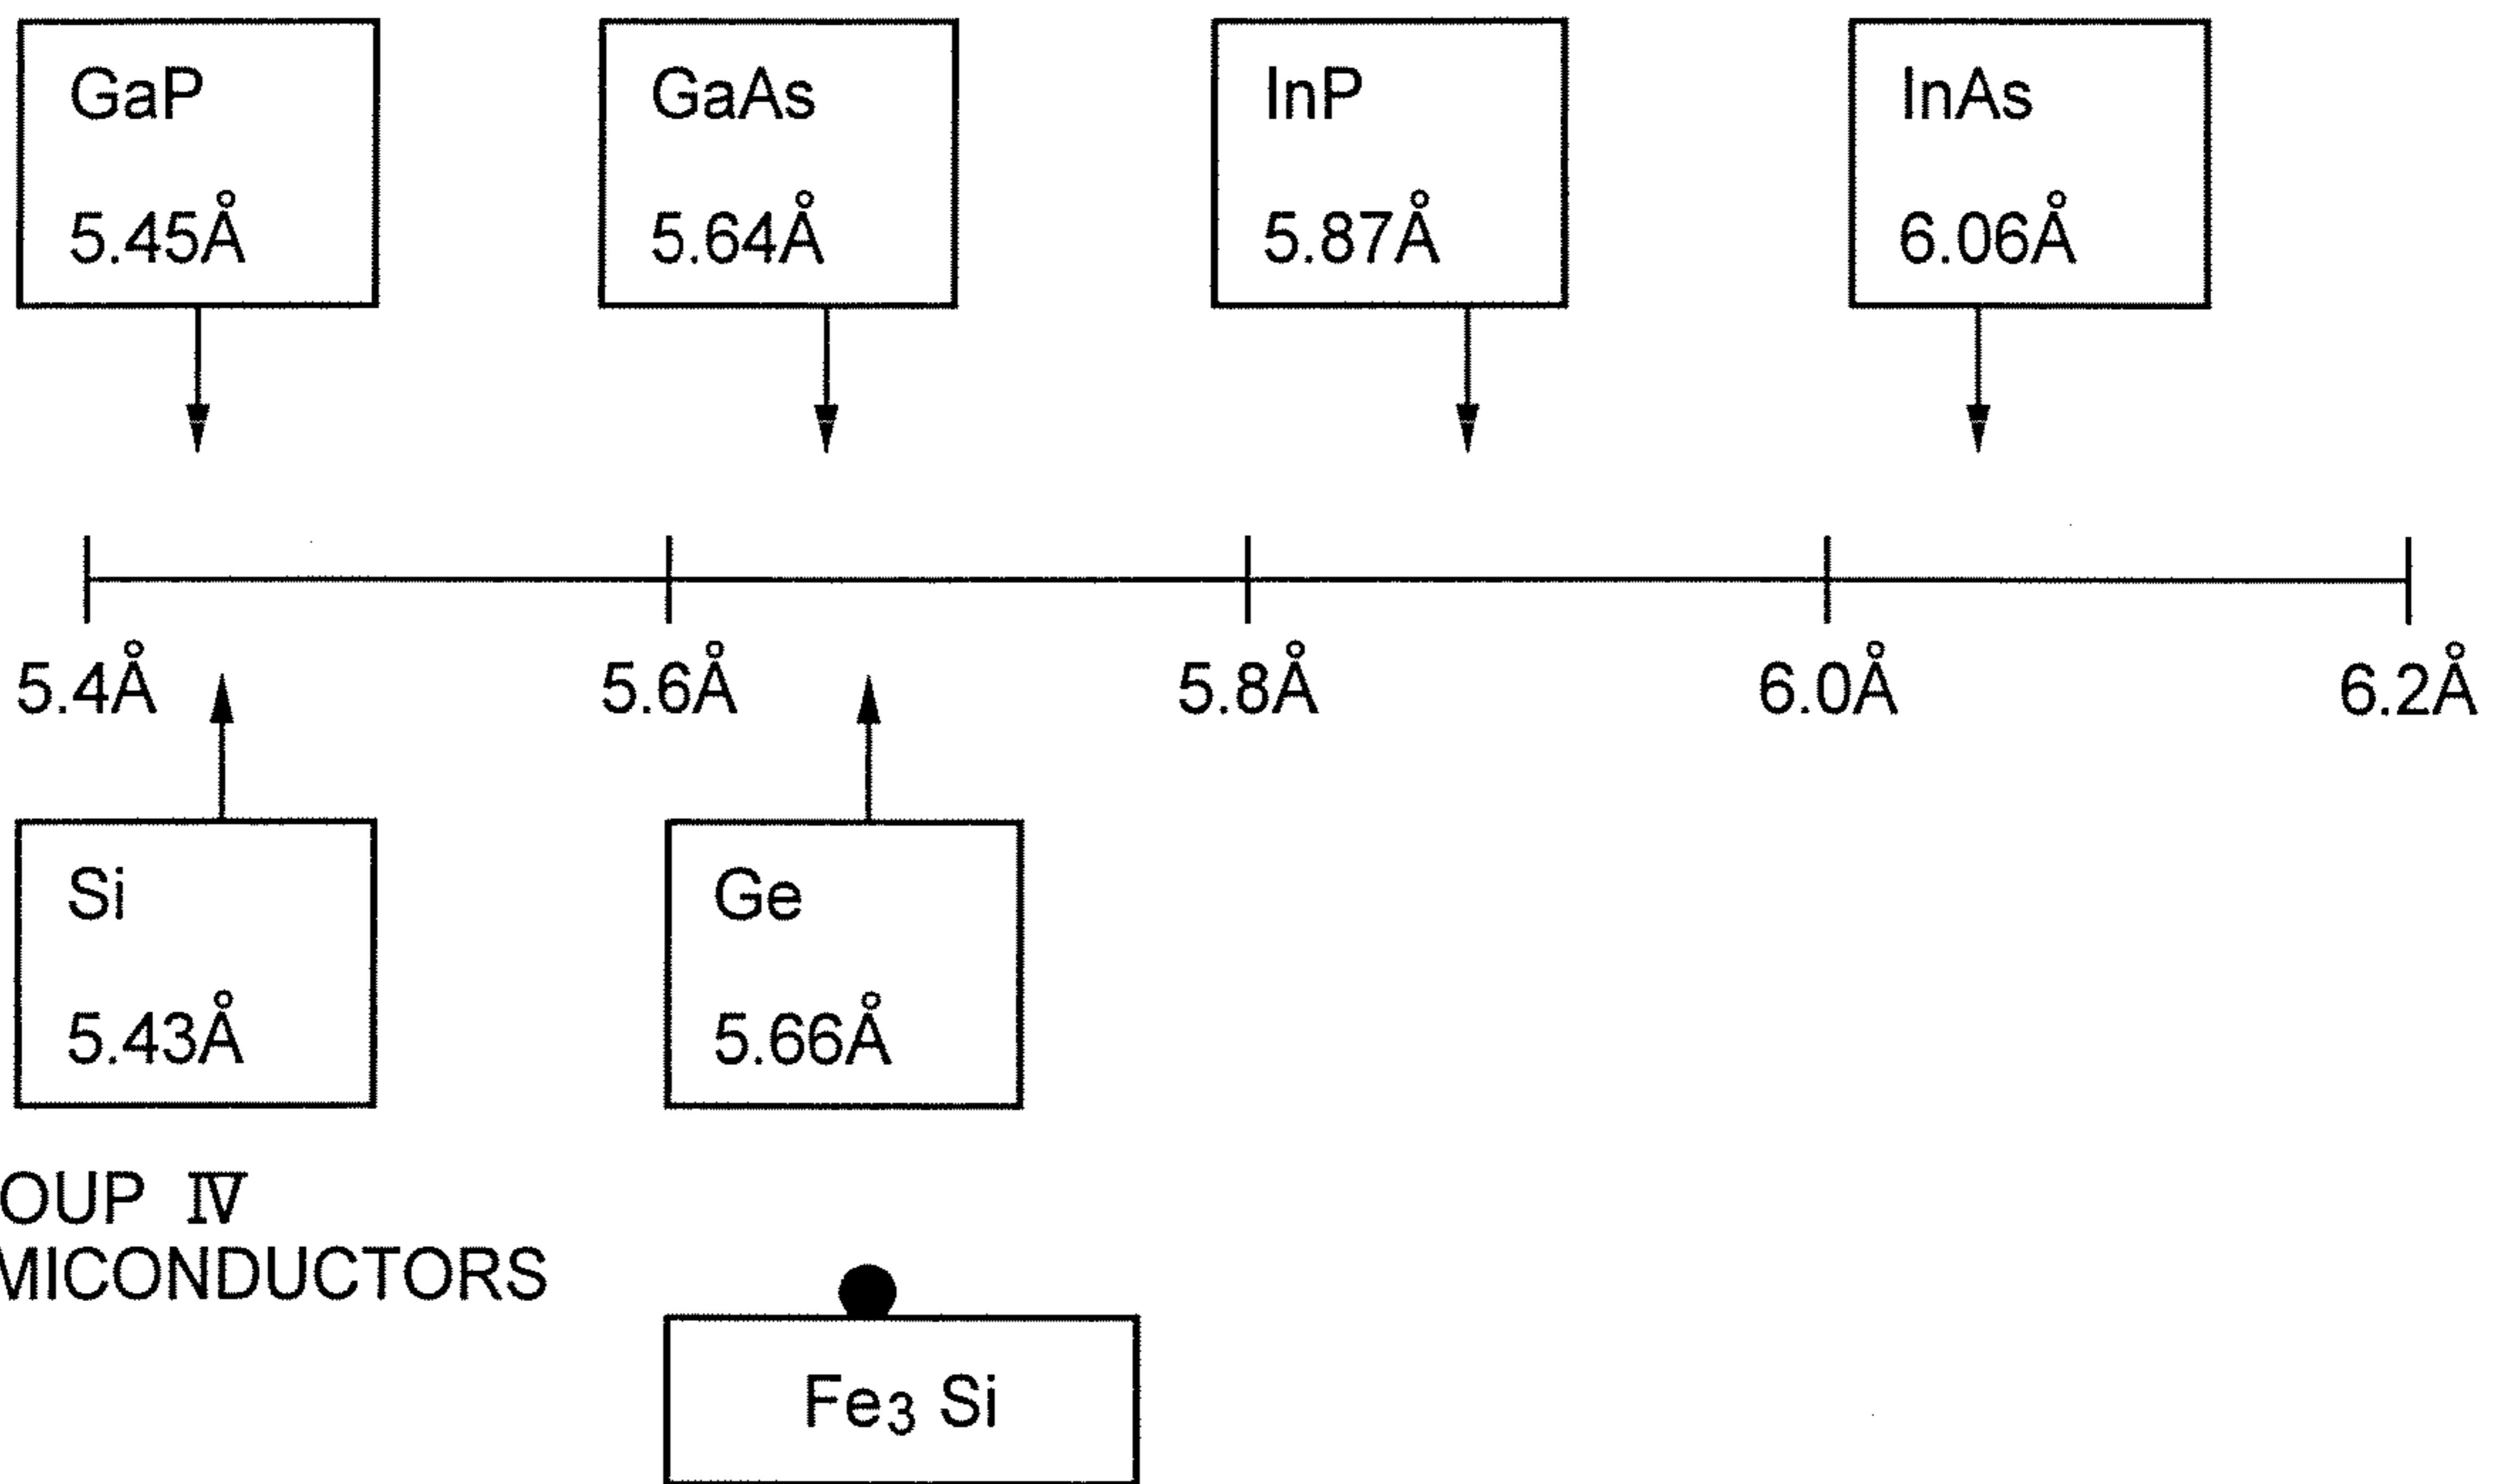 GaP
5.45Å
GaAs
5.64Å
InP
5.87Å
InAs
6.06Å
5.4Å
5.6Å
5.8Å
6.0Å
6.2Å
Si
5.43Å
Ge
5.66Å
OUP IV
MICONDUCTORS
Fe₃ Si